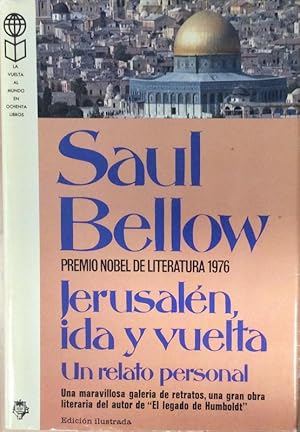 LA
VUELTA
AL
MUNDO
EN
OCHENTA
LIBROS
Saul
Bellow
PREMIO NOBEL DE LITERATURA 1976
Jerusalén,
ida y vuelta
Un relato personal
Una maravillosa galería de retratos, una gran obra
literaria del autor de "El legado de Humboldt"
Edición ilustrada